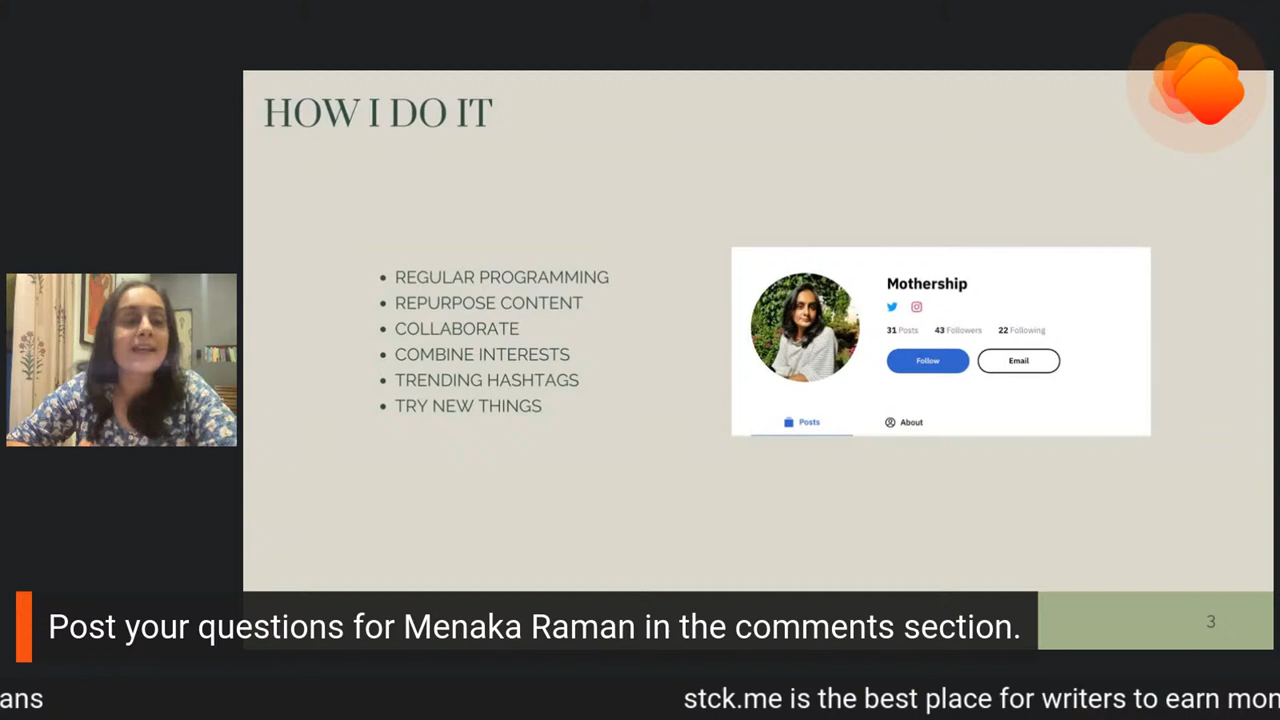 HOW I DO IT
• REGULAR PROGRAMMING
• REPURPOSE CONTENT
• COLLABORATE
• COMBINE INTERESTS
• TRENDING HASHTAGS
• TRY NEW THINGS
Mothership
31 Posts 43 Followers 22 Following
Follow Email
Posts About
Post your questions for Menaka Raman in the comments section.
3
ans stck.me is the best place for writers to earn mon